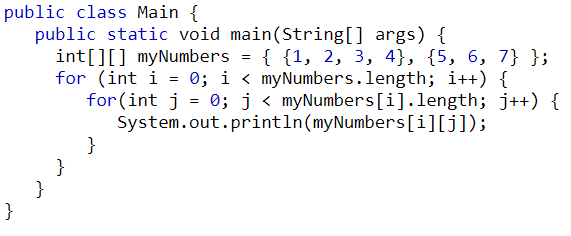 public class Main {
   public static void main(String[] args) {
     int[][] myNumbers = { {1, 2, 3, 4}, {5, 6, 7} };
     for (int i = 0; i < myNumbers.length; i++) {
        for(int j = 0; j < myNumbers[i].length; j++) {
           System.out.println(myNumbers[i][j]);
        }
     }
   }
}